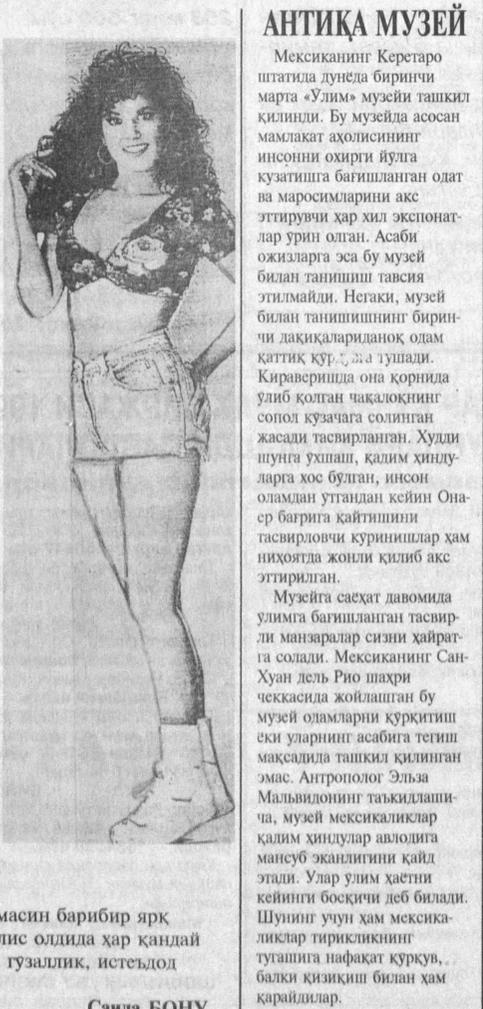 АНТИҚА МУЗЕЙ
Мексиканинг Керетаро
штатида дунёда биринчи
марта «Ўлим» музейи ташкил
қилинди. Бу музейда асосан
мамлакат аҳолисининг
инсонни охирги йўлга
кузатишга бағишланган одат
ва маросимларини акс
эттирувчи ҳар хил экспонат-
лар ўрин олган. Асаби
ожизларга эса бу музей
билан танишиш тавсия
этилмайди. Негаки, музей
билан танишишнинг бирин-
чи дақиқалариданоқ одам
қаттиқ тушади.
Кираверишда она қорнида
ўлиб қолган чақалоқнинг
сопол кўзачага солинган
жасади тасвирланган. Худди
шунга ўхшаш, қадим ҳинду-
ларга хос бўлган, инсон
оламдан ўтгандан кейин Она-
ер бағрига қайтишини
тасвирловчи кўринишлар ҳам
ниҳоятда жонли қилиб акс
эттирилган.
Музейга саёҳат давомида
ўлимга бағишланган тасвир-
ли манзаралар сизни ҳайрат-
га солади. Мексиканинг Сан-
Хуан дель Рио шаҳри
чеккасида жойлашган бу
музей одамларни қўрқитиш
ёки уларнинг асабига тегиш
мақсадида ташкил қилинган
эмас. Антрополог Эльза
Мальвидонинг таъкидлаши-
ча, музей мексикаликлар
қадим ҳиндулар авлодига
мансуб эканлигини қайд
этади. Улар ўлим ҳаётни
кейинги босқичи деб билади.
Шунинг учун ҳам мексика-
ликлар тирикликнинг
тугашига нафақат қўрқув,
балки қизиқиш билан ҳам
қарайдилар.
масин барибир ярқ
лис олдида ҳар қандай
гўзаллик, истеъдод
БОНУ